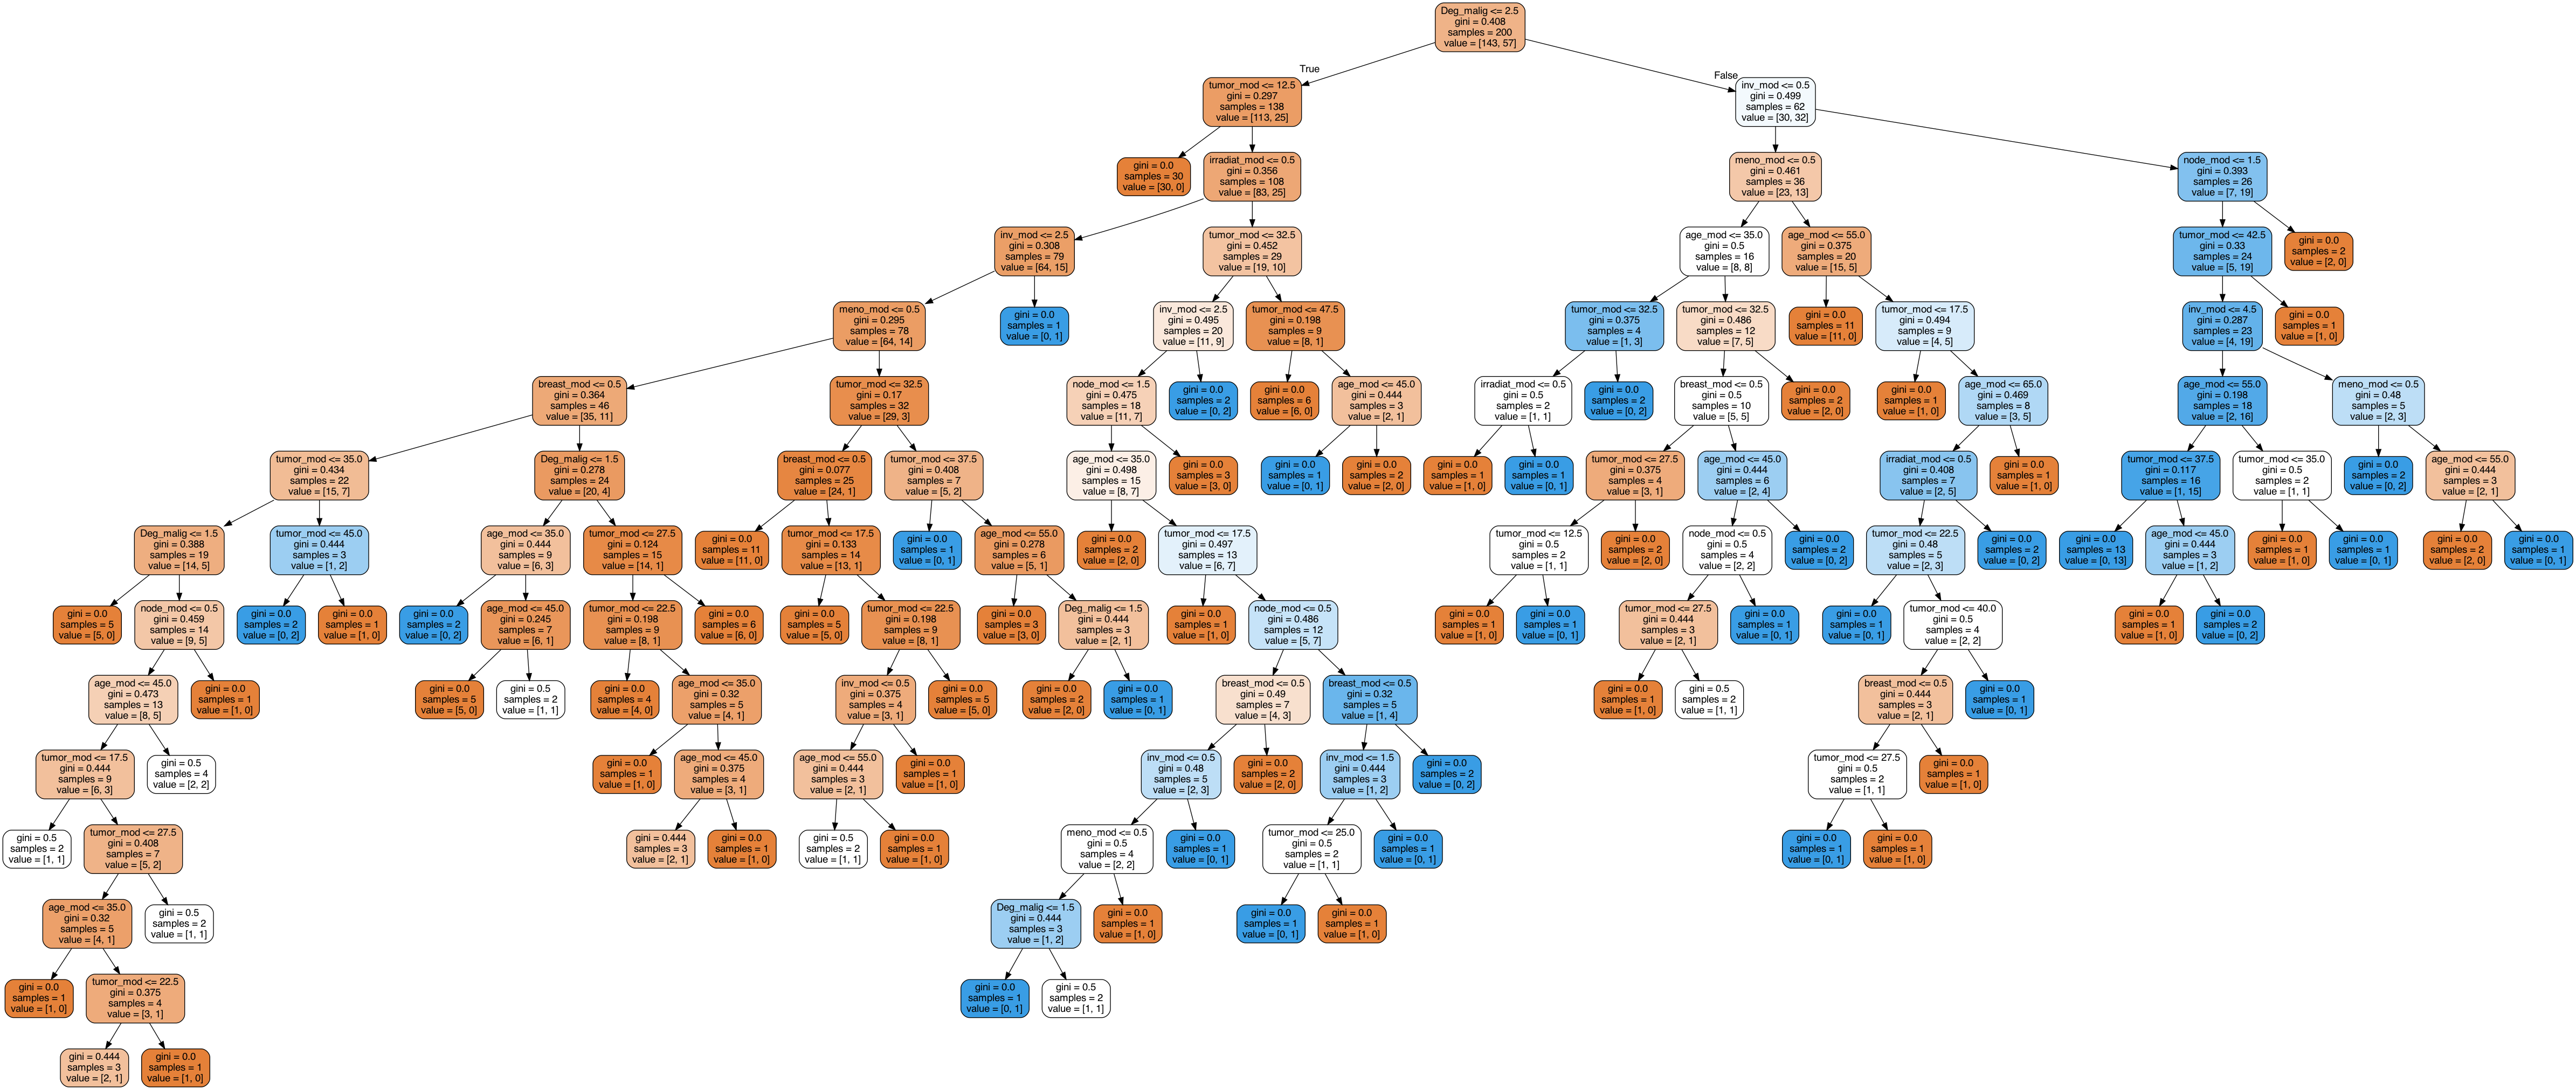 Deg_malig <= 2.5
gini = 0.408
samples = 200
value = [143, 57]
True
False
tumor_mod <= 12.5
gini = 0.297
samples = 138
value = [113, 25]
inv_mod <= 0.5
gini = 0.499
samples = 62
value = [30, 32]
gini = 0.0
samples = 30
value = [30, 0]
irradiat_mod <= 0.5
gini = 0.356
samples = 108
value = [83, 25]
meno_mod <= 0.5
gini = 0.461
samples = 36
value = [23, 13]
node_mod <= 1.5
gini = 0.393
samples = 26
value = [7, 19]
inv_mod <= 2.5
gini = 0.308
samples = 79
value = [64, 15]
tumor_mod <= 32.5
gini = 0.452
samples = 29
value = [19, 10]
age_mod <= 35.0
gini = 0.5
samples = 16
value = [8, 8]
age_mod <= 55.0
gini = 0.375
samples = 20
value = [15, 5]
tumor_mod <= 42.5
gini = 0.33
samples = 24
value = [5, 19]
gini = 0.0
samples = 2
value = [2, 0]
meno_mod <= 0.5
gini = 0.295
samples = 78
value = [64, 14]
gini = 0.0
samples = 1
value = [0, 1]
inv_mod <= 2.5
gini = 0.495
samples = 20
value = [11, 9]
tumor_mod <= 47.5
gini = 0.198
samples = 9
value = [8, 1]
tumor_mod <= 32.5
gini = 0.375
samples = 4
value = [1, 3]
tumor_mod <= 32.5
gini = 0.486
samples = 12
value = [7, 5]
gini = 0.0
samples = 11
value = [11, 0]
tumor_mod <= 17.5
gini = 0.494
samples = 9
value = [4, 5]
inv_mod <= 4.5
gini = 0.287
samples = 23
value = [4, 19]
gini = 0.0
samples = 1
value = [1, 0]
breast_mod <= 0.5
gini = 0.364
samples = 46
value = [35, 11]
tumor_mod <= 32.5
gini = 0.17
samples = 32
value = [29, 3]
node_mod <= 1.5
gini = 0.475
samples = 18
value = [11, 7]
gini = 0.0
samples = 2
value = [0, 2]
gini = 0.0
samples = 6
value = [6, 0]
age_mod <= 45.0
gini = 0.444
samples = 3
value = [2, 1]
irradiat_mod <= 0.5
gini = 0.5
samples = 2
value = [1, 1]
gini = 0.0
samples = 2
value = [0, 2]
breast_mod <= 0.5
gini = 0.5
samples = 10
value = [5, 5]
gini = 0.0
samples = 2
value = [2, 0]
gini = 0.0
samples = 1
value = [1, 0]
age_mod <= 65.0
gini = 0.469
samples = 8
value = [3, 5]
age_mod <= 55.0
gini = 0.198
samples = 18
value = [2, 16]
meno_mod <= 0.5
gini = 0.48
samples = 5
value = [2, 3]
tumor_mod <= 35.0
gini = 0.434
samples = 22
value = [15, 7]
Deg_malig <= 1.5
gini = 0.278
samples = 24
value = [20, 4]
breast_mod <= 0.5
gini = 0.077
samples = 25
value = [24, 1]
tumor_mod <= 37.5
gini = 0.408
samples = 7
value = [5, 2]
age_mod <= 35.0
gini = 0.498
samples = 15
value = [8, 7]
gini = 0.0
samples = 3
value = [3, 0]
gini = 0.0
samples = 1
value = [0, 1]
gini = 0.0
samples = 2
value = [2, 0]
gini = 0.0
samples = 1
value = [1, 0]
gini = 0.0
samples = 1
value = [0, 1]
tumor_mod <= 27.5
gini = 0.375
samples = 4
value = [3, 1]
age_mod <= 45.0
gini = 0.444
samples = 6
value = [2, 4]
irradiat_mod <= 0.5
gini = 0.408
samples = 7
value = [2, 5]
gini = 0.0
samples = 1
value = [1, 0]
tumor_mod <= 37.5
gini = 0.117
samples = 16
value = [1, 15]
tumor_mod <= 35.0
gini = 0.5
samples = 2
value = [1, 1]
gini = 0.0
samples = 2
value = [0, 2]
age_mod <= 55.0
gini = 0.444
samples = 3
value = [2, 1]
Deg_malig <= 1.5
gini = 0.388
samples = 19
value = [14, 5]
tumor_mod <= 45.0
gini = 0.444
samples = 3
value = [1, 2]
age_mod <= 35.0
gini = 0.444
samples = 9
value = [6, 3]
tumor_mod <= 27.5
gini = 0.124
samples = 15
value = [14, 1]
gini = 0.0
samples = 11
value = [11, 0]
tumor_mod <= 17.5
gini = 0.133
samples = 14
value = [13, 1]
gini = 0.0
samples = 1
value = [0, 1]
age_mod <= 55.0
gini = 0.278
samples = 6
value = [5, 1]
gini = 0.0
samples = 2
value = [2, 0]
tumor_mod <= 17.5
gini = 0.497
samples = 13
value = [6, 7]
tumor_mod <= 12.5
gini = 0.5
samples = 2
value = [1, 1]
gini = 0.0
samples = 2
value = [2, 0]
node_mod <= 0.5
gini = 0.5
samples = 4
value = [2, 2]
gini = 0.0
samples = 2
value = [0, 2]
tumor_mod <= 22.5
gini = 0.48
samples = 5
value = [2, 3]
gini = 0.0
samples = 2
value = [0, 2]
gini = 0.0
samples = 13
value = [0, 13]
age_mod <= 45.0
gini = 0.444
samples = 3
value = [1, 2]
gini = 0.0
samples = 1
value = [1, 0]
gini = 0.0
samples = 1
value = [0, 1]
gini = 0.0
samples = 2
value = [2, 0]
gini = 0.0
samples = 1
value = [0, 1]
gini = 0.0
samples = 5
value = [5, 0]
node_mod <= 0.5
gini = 0.459
samples = 14
value = [9, 5]
gini = 0.0
samples = 2
value = [0, 2]
gini = 0.0
samples = 1
value = [1, 0]
gini = 0.0
samples = 2
value = [0, 2]
age_mod <= 45.0
gini = 0.245
samples = 7
value = [6, 1]
tumor_mod <= 22.5
gini = 0.198
samples = 9
value = [8, 1]
gini = 0.0
samples = 6
value = [6, 0]
gini = 0.0
samples = 5
value = [5, 0]
tumor_mod <= 22.5
gini = 0.198
samples = 9
value = [8, 1]
gini = 0.0
samples = 3
value = [3, 0]
Deg_malig <= 1.5
gini = 0.444
samples = 3
value = [2, 1]
gini = 0.0
samples = 1
value = [1, 0]
node_mod <= 0.5
gini = 0.486
samples = 12
value = [5, 7]
gini = 0.0
samples = 1
value = [1, 0]
gini = 0.0
samples = 1
value = [0, 1]
tumor_mod <= 27.5
gini = 0.444
samples = 3
value = [2, 1]
gini = 0.0
samples = 1
value = [0, 1]
gini = 0.0
samples = 1
value = [0, 1]
tumor_mod <= 40.0
gini = 0.5
samples = 4
value = [2, 2]
gini = 0.0
samples = 1
value = [1, 0]
gini = 0.0
samples = 2
value = [0, 2]
age_mod <= 45.0
gini = 0.473
samples = 13
value = [8, 5]
gini = 0.0
samples = 1
value = [1, 0]
gini = 0.0
samples = 5
value = [5, 0]
gini = 0.5
samples = 2
value = [1, 1]
gini = 0.0
samples = 4
value = [4, 0]
age_mod <= 35.0
gini = 0.32
samples = 5
value = [4, 1]
inv_mod <= 0.5
gini = 0.375
samples = 4
value = [3, 1]
gini = 0.0
samples = 5
value = [5, 0]
gini = 0.0
samples = 2
value = [2, 0]
gini = 0.0
samples = 1
value = [0, 1]
breast_mod <= 0.5
gini = 0.49
samples = 7
value = [4, 3]
breast_mod <= 0.5
gini = 0.32
samples = 5
value = [1, 4]
gini = 0.0
samples = 1
value = [1, 0]
gini = 0.5
samples = 2
value = [1, 1]
breast_mod <= 0.5
gini = 0.444
samples = 3
value = [2, 1]
gini = 0.0
samples = 1
value = [0, 1]
tumor_mod <= 17.5
gini = 0.444
samples = 9
value = [6, 3]
gini = 0.5
samples = 4
value = [2, 2]
gini = 0.0
samples = 1
value = [1, 0]
age_mod <= 45.0
gini = 0.375
samples = 4
value = [3, 1]
age_mod <= 55.0
gini = 0.444
samples = 3
value = [2, 1]
gini = 0.0
samples = 1
value = [1, 0]
inv_mod <= 0.5
gini = 0.48
samples = 5
value = [2, 3]
gini = 0.0
samples = 2
value = [2, 0]
inv_mod <= 1.5
gini = 0.444
samples = 3
value = [1, 2]
gini = 0.0
samples = 2
value = [0, 2]
tumor_mod <= 27.5
gini = 0.5
samples = 2
value = [1, 1]
gini = 0.0
samples = 1
value = [1, 0]
gini = 0.5
samples = 2
value = [1, 1]
tumor_mod <= 27.5
gini = 0.408
samples = 7
value = [5, 2]
gini = 0.444
samples = 3
value = [2, 1]
gini = 0.0
samples = 1
value = [1, 0]
gini = 0.5
samples = 2
value = [1, 1]
gini = 0.0
samples = 1
value = [1, 0]
meno_mod <= 0.5
gini = 0.5
samples = 4
value = [2, 2]
gini = 0.0
samples = 1
value = [0, 1]
tumor_mod <= 25.0
gini = 0.5
samples = 2
value = [1, 1]
gini = 0.0
samples = 1
value = [0, 1]
gini = 0.0
samples = 1
value = [0, 1]
gini = 0.0
samples = 1
value = [1, 0]
age_mod <= 35.0
gini = 0.32
samples = 5
value = [4, 1]
gini = 0.5
samples = 2
value = [1, 1]
Deg_malig <= 1.5
gini = 0.444
samples = 3
value = [1, 2]
gini = 0.0
samples = 1
value = [1, 0]
gini = 0.0
samples = 1
value = [0, 1]
gini = 0.0
samples = 1
value = [1, 0]
gini = 0.0
samples = 1
value = [1, 0]
tumor_mod <= 22.5
gini = 0.375
samples = 4
value = [3, 1]
gini = 0.0
samples = 1
value = [0, 1]
gini = 0.5
samples = 2
value = [1, 1]
gini = 0.444
samples = 3
value = [2, 1]
gini = 0.0
samples = 1
value = [1, 0]